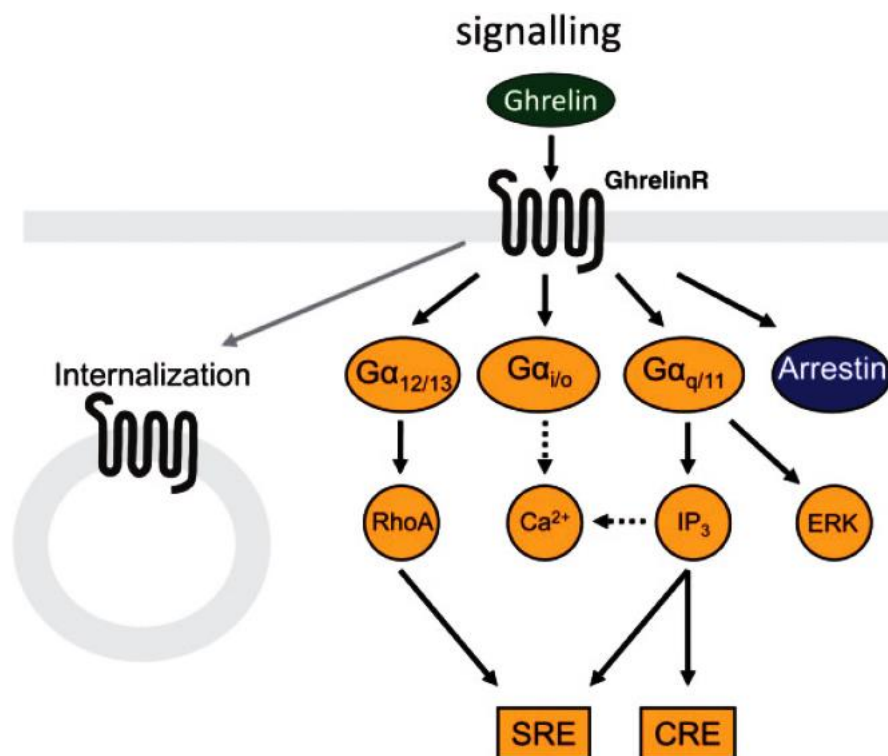 signalling
Ghrelin
GhrelinR
Internalization
Gα12/13
Gαi/o
Gαq/11
Arrestin
RhoA
Ca²⁺
IP₃
ERK
SRE
CRE